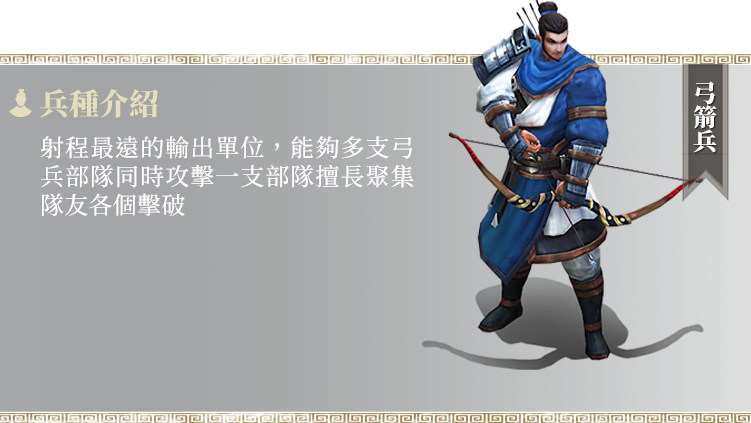 兵種介紹
射程最遠的輸出單位，能夠多支弓
兵部隊同時攻擊一支部隊擅長聚集
隊友各個擊破
弓箭兵